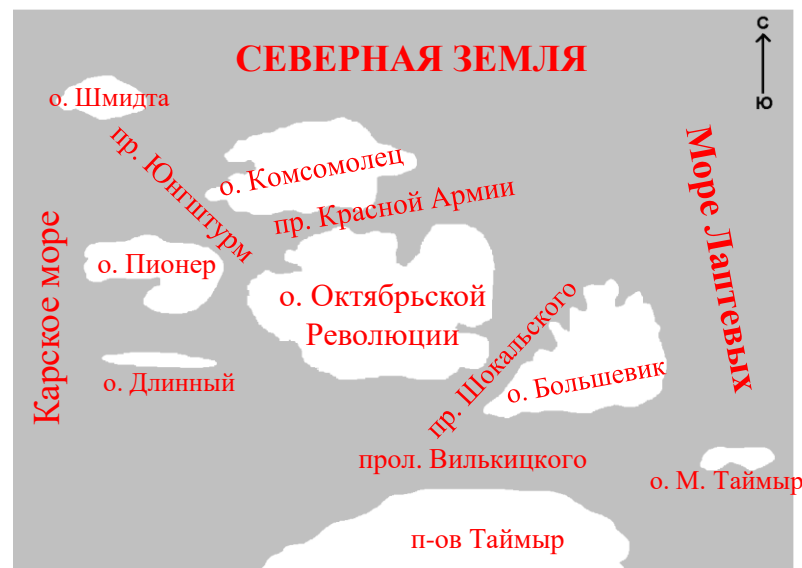 СЕВЕРНАЯ ЗЕМЛЯ
С
Ю
о. Шмидта
пр. Юнгштурм
о. Комсомолец
пр. Красной Армии
Море Лаптевых
Карское море
о. Пионер
о. Октябрьской
Революции
пр. Шокальского
о. Большевик
о. Длинный
прол. Вилькицкого
о. М. Таймыр
п-ов Таймыр